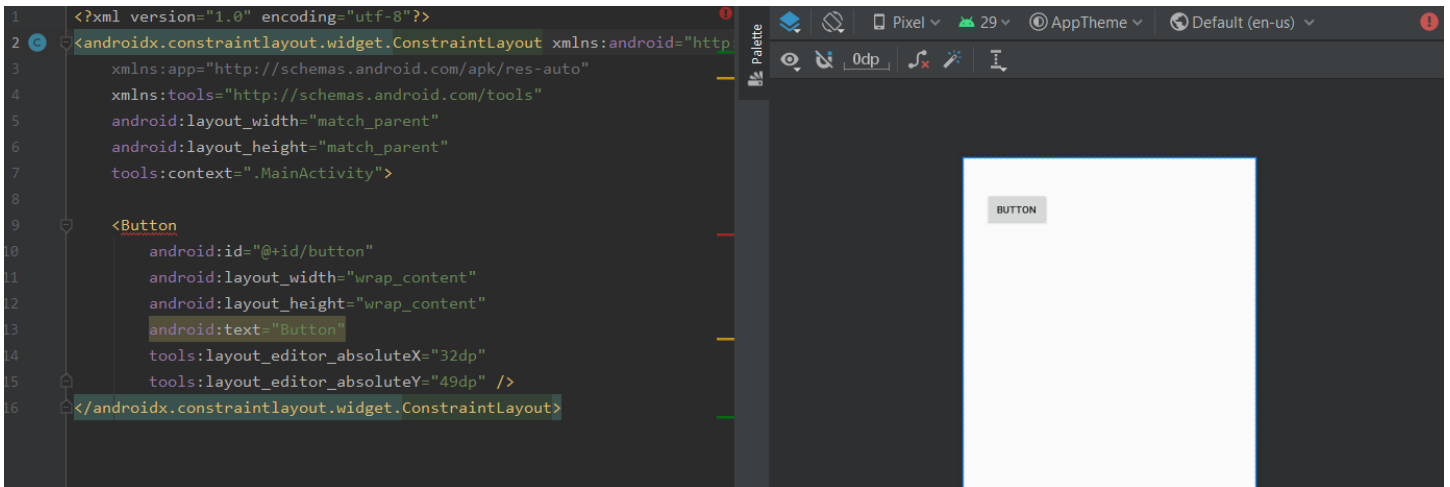 1 <?xml version="1.0" encoding="utf-8"?>
2 C <androidx.constraintlayout.widget.ConstraintLayout xmlns:android="http:
3 xmlns:app="http://schemas.android.com/apk/res-auto"
4 xmlns:tools="http://schemas.android.com/tools"
5 android:layout_width="match_parent"
6 android:layout_height="match_parent"
7 tools:context=".MainActivity">
8
9 <Button
10 android:id="@+id/button"
11 android:layout_width="wrap_content"
12 android:layout_height="wrap_content"
13 android:text="Button"
14 tools:layout_editor_absoluteX="32dp"
15 tools:layout_editor_absoluteY="49dp" />
16 </androidx.constraintlayout.widget.ConstraintLayout>
Palette
Pixel 29 AppTheme Default (en-us)
0dp
BUTTON